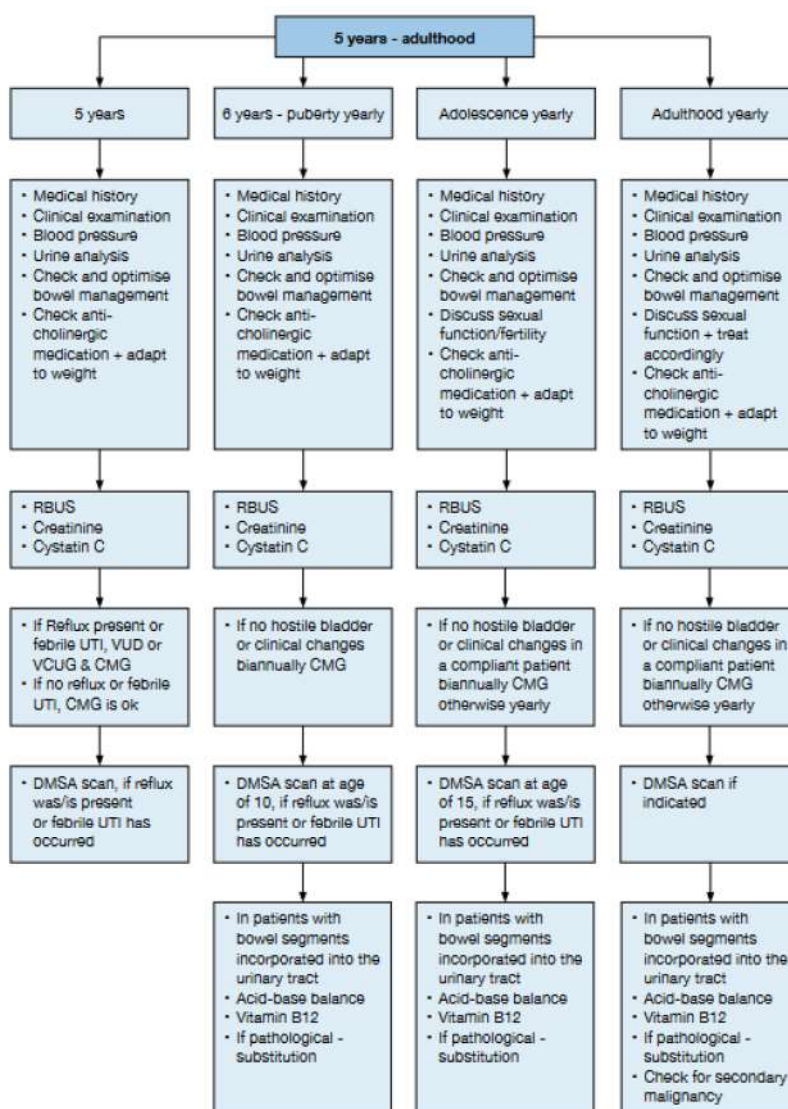 5 years - adulthood
5 years
6 years - puberty yearly
Adolescence yearly
Adulthood yearly
• Medical history
• Clinical examination
• Blood pressure
• Urine analysis
• Check and optimise
bowel management
• Check anti-
cholinergic
medication + adapt
to weight
• Medical history
• Clinical examination
• Blood pressure
• Urine analysis
• Check and optimise
bowel management
• Check anti-
cholinergic
medication + adapt
to weight
• Medical history
• Clinical examination
• Blood pressure
• Urine analysis
• Check and optimise
bowel management
• Discuss sexual
function/fertility
• Check anti-
cholinergic
medication + adapt
to weight
• Medical history
• Clinical examination
• Blood pressure
• Urine analysis
• Check and optimise
bowel management
• Discuss sexual
function + treat
accordingly
• Check anti-
cholinergic
medication + adapt
to weight
• RBUS
• Creatinine
• Cystatin C
• RBUS
• Creatinine
• Cystatin C
• RBUS
• Creatinine
• Cystatin C
• RBUS
• Creatinine
• Cystatin C
• If Reflux present or
febrile UTI, VUD or
VCUG & CMG
• If no reflux or febrile
UTI, CMG is ok
• If no hostile bladder
or clinical changes
biannually CMG
• If no hostile bladder
or clinical changes in
a compliant patient
biannually CMG
otherwise yearly
• If no hostile bladder
or clinical changes in
a compliant patient
biannually CMG
otherwise yearly
• DMSA scan, if reflux
was/is present
or febrile UTI has
occurred
• DMSA scan at age
of 10, if reflux was/is
present or febrile UTI
has occurred
• DMSA scan at age
of 15, if reflux was/is
present or febrile UTI
has occurred
• DMSA scan if
indicated
• In patients with
bowel segments
incorporated into the
urinary tract
• Acid-base balance
• Vitamin B12
• If pathological -
substitution
• In patients with
bowel segments
incorporated into the
urinary tract
• Acid-base balance
• Vitamin B12
• If pathological -
substitution
• In patients with
bowel segments
incorporated into the
urinary tract
• Acid-base balance
• Vitamin B12
• If pathological -
substitution
• Check for secondary
malignancy